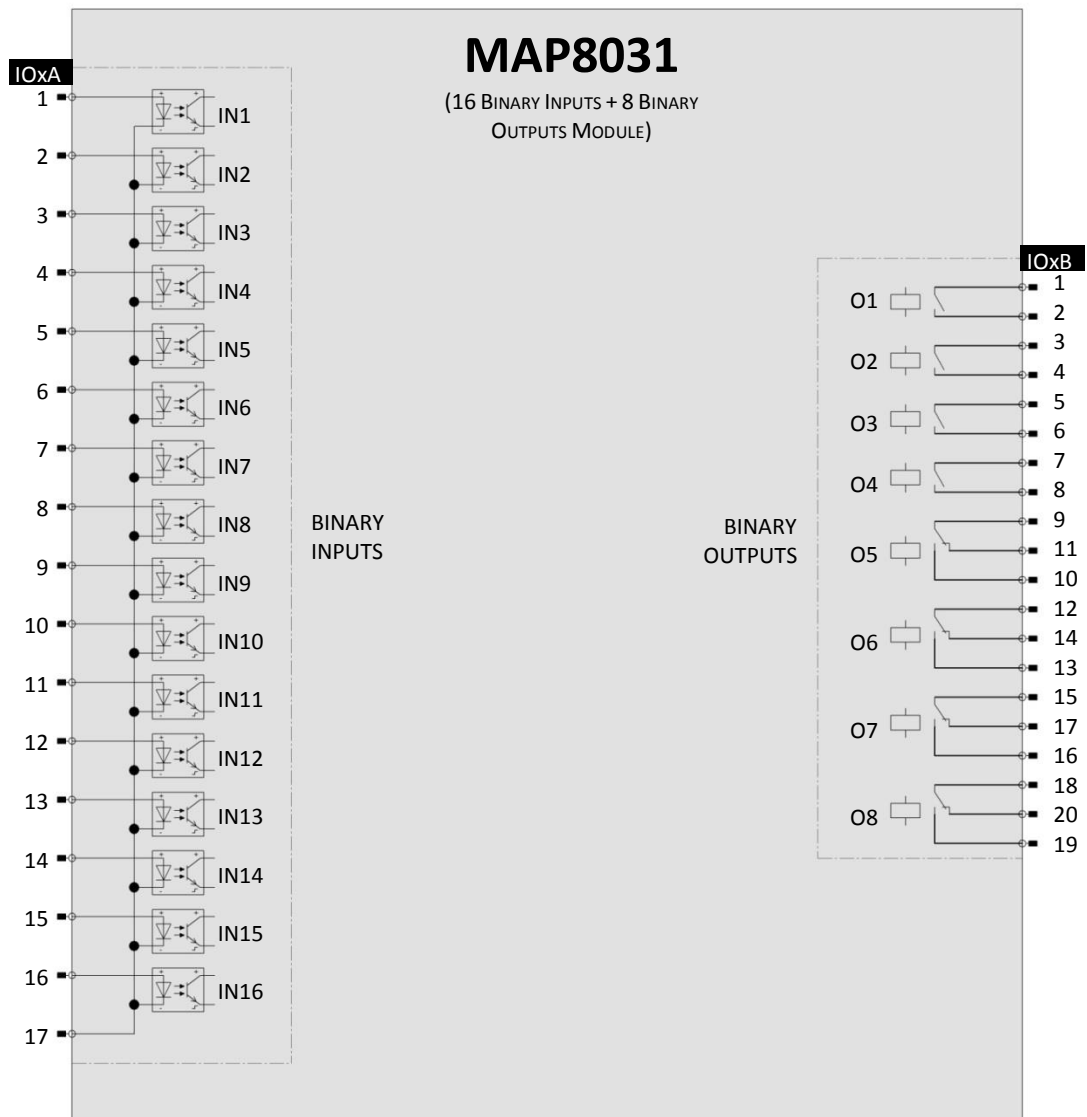 MAP8031
(16 BINARY INPUTS + 8 BINARY
OUTPUTS MODULE)
IOxA
1
IN1
2
IN2
3
IN3
4
IN4
5
IN5
6
IN6
7
IN7
8
IN8
9
IN9
10
IN10
11
IN11
12
IN12
13
IN13
14
IN14
15
IN15
16
IN16
17
BINARY
INPUTS
BINARY
OUTPUTS
IOxB
O1
1
2
O2
3
4
O3
5
6
O4
7
8
O5
9
11
10
O6
12
14
13
O7
15
17
16
O8
18
20
19